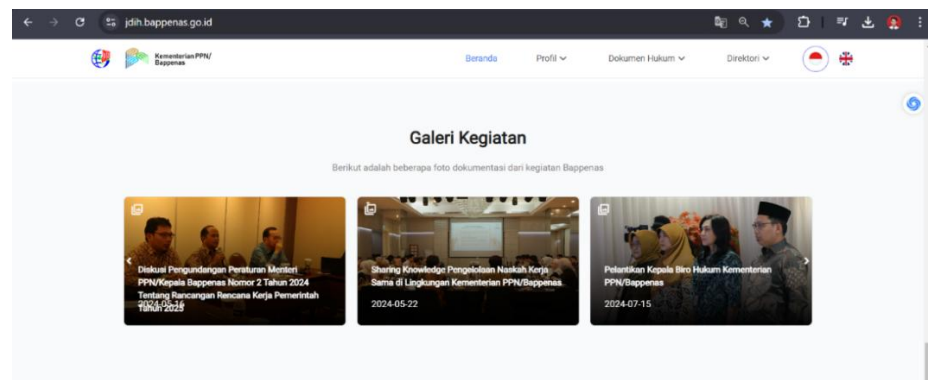 jdih.bappenas.go.id
Kementerian PPN/
Bappenas
Beranda
Profil
Dokumen Hukum
Direktori
Galeri Kegiatan
Berikut adalah beberapa foto dokumentasi dari kegiatan Bappenas
Diskusi Pengundangan Peraturan Menteri
PPN/Kepala Bappenas Nomor 2 Tahun 2024
Tentang Rancangan Rencana Kerja Pemerintah
Tahun 2025
2024-05-16
Sharing Knowledge Pengelolaan Naskah Kerja
Sama di Lingkungan Kementerian PPN/Bappenas
2024-05-22
Pelantikan Kepala Biro Hukum Kementerian
PPN/Bappenas
2024-07-15